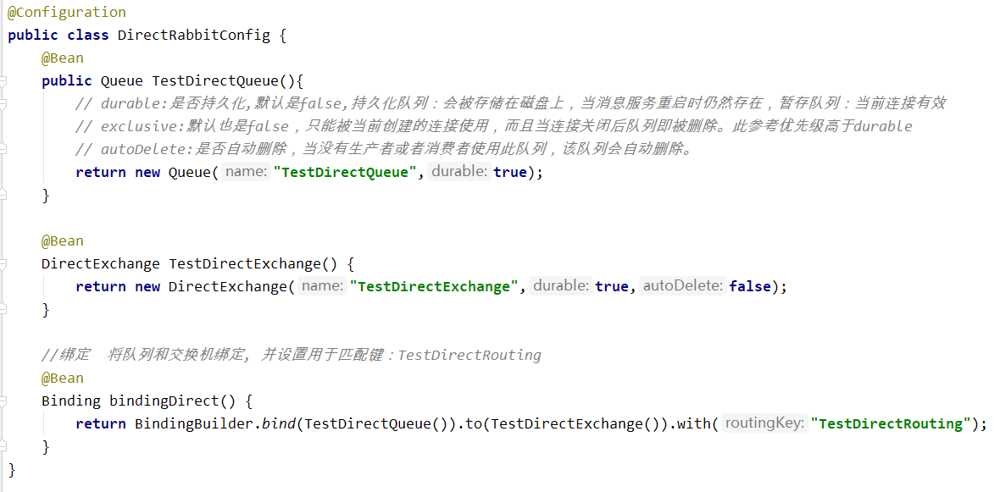 @Configuration
public class DirectRabbitConfig {
@Bean
public Queue TestDirectQueue(){
// durable:是否持久化,默认是false,持久化队列：会被存储在磁盘上，当消息服务重启时仍然存在，暂存队列：当前连接有效
// exclusive:默认也是false，只能被当前创建的连接使用，而且当连接关闭后队列即被删除。此参考优先级高于durable
// autoDelete:是否自动删除，当没有生产者或者消费者使用此队列，该队列会自动删除。
return new Queue( name: "TestDirectQueue", durable: true);
}
@Bean
DirectExchange TestDirectExchange() {
return new DirectExchange( name: "TestDirectExchange", durable: true, autoDelete: false);
}
//绑定  将队列和交换机绑定, 并设置用于匹配键：TestDirectRouting
@Bean
Binding bindingDirect() {
return BindingBuilder.bind(TestDirectQueue()).to(TestDirectExchange()).with( routingKey: "TestDirectRouting");
}
}